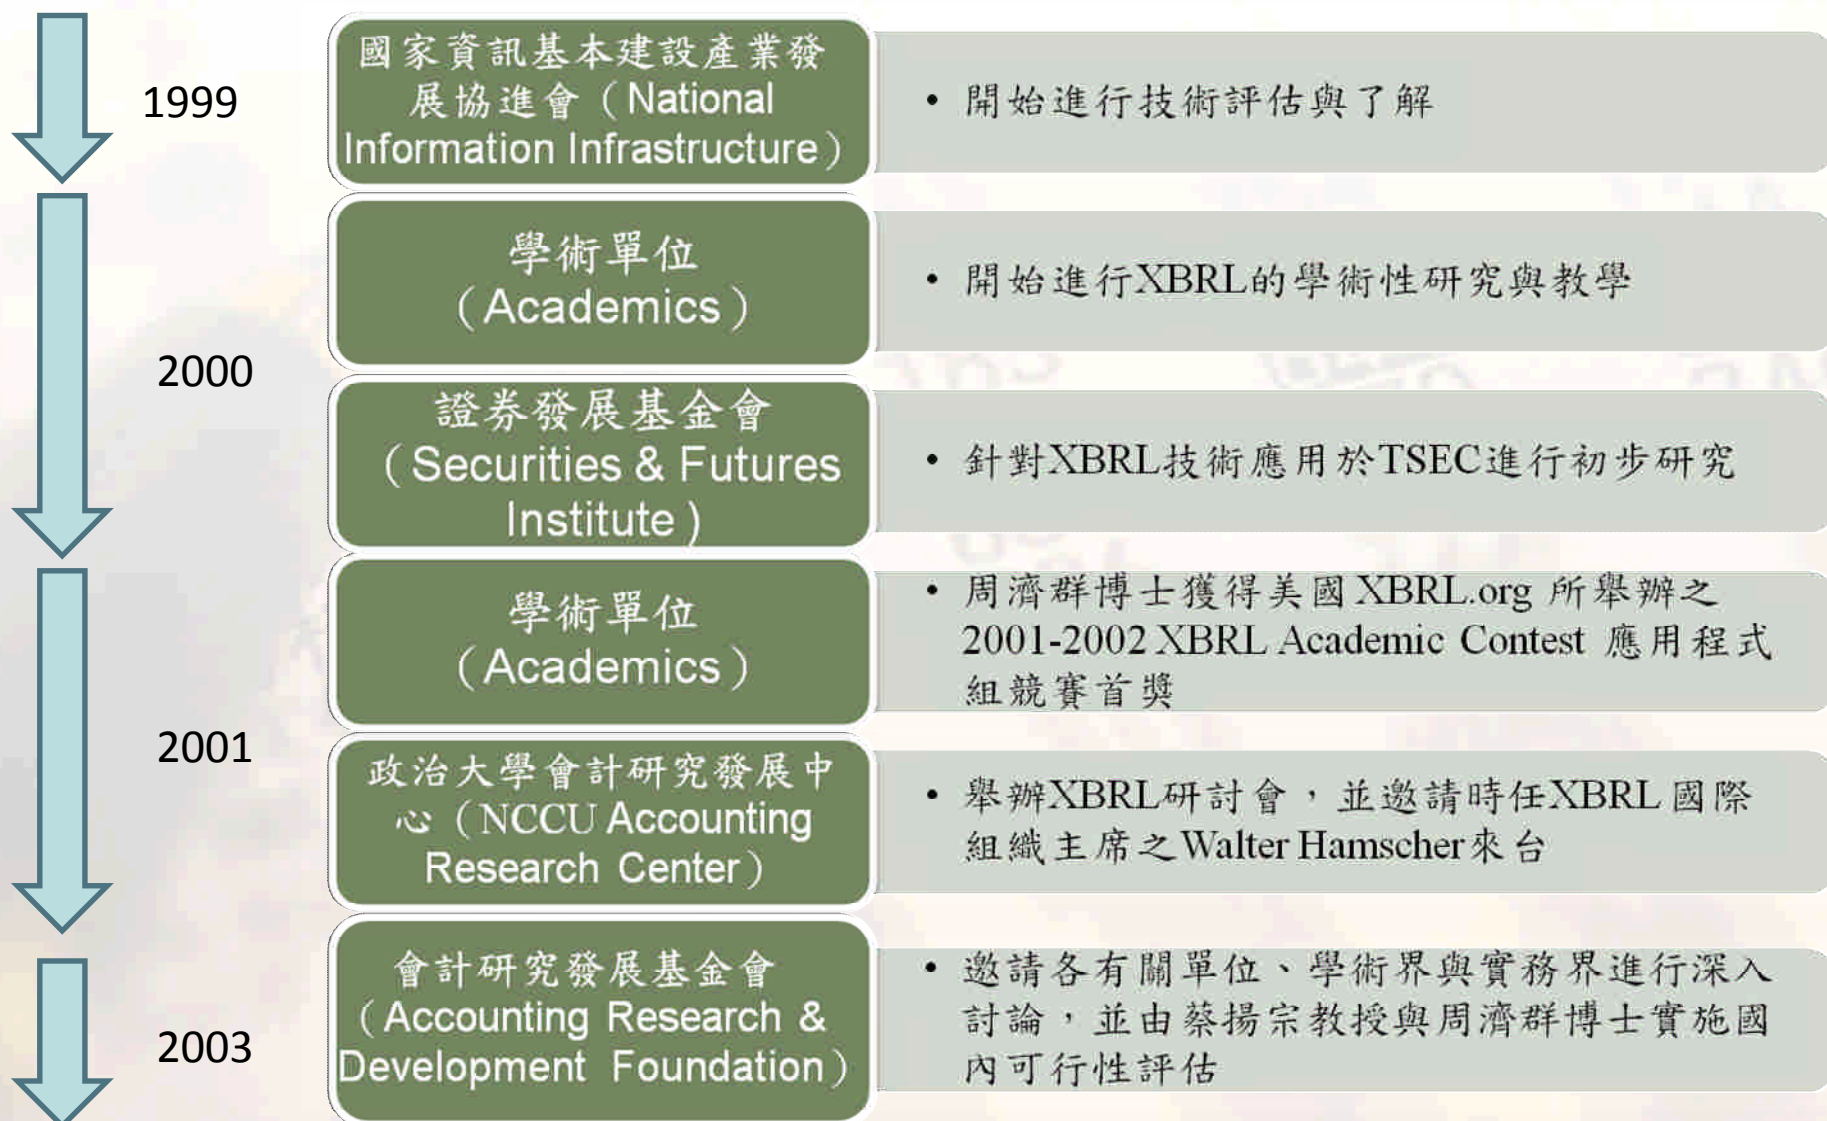 1999
國家資訊基本建設產業發
展協進會（National
Information Infrastructure）
• 開始進行技術評估與了解
2000
學術單位
（Academics）
• 開始進行XBRL的學術性研究與教學
證券發展基金會
（Securities & Futures
Institute )
• 針對XBRL技術應用於TSEC進行初步研究
2001
學術單位
（Academics）
• 周濟群博士獲得美國 XBRL.org 所舉辦之
2001-2002 XBRL Academic Contest 應用程式
組競賽首獎
政治大學會計研究發展中
心（NCCU Accounting
Research Center）
• 舉辦XBRL研討會，並邀請時任XBRL 國際
組織主席之Walter Hamscher來台
2003
會計研究發展基金會
（Accounting Research &
Development Foundation）
• 邀請各有關單位、學術界與實務界進行深入
討論，並由蔡揚宗教授與周濟群博士實施國
內可行性評估